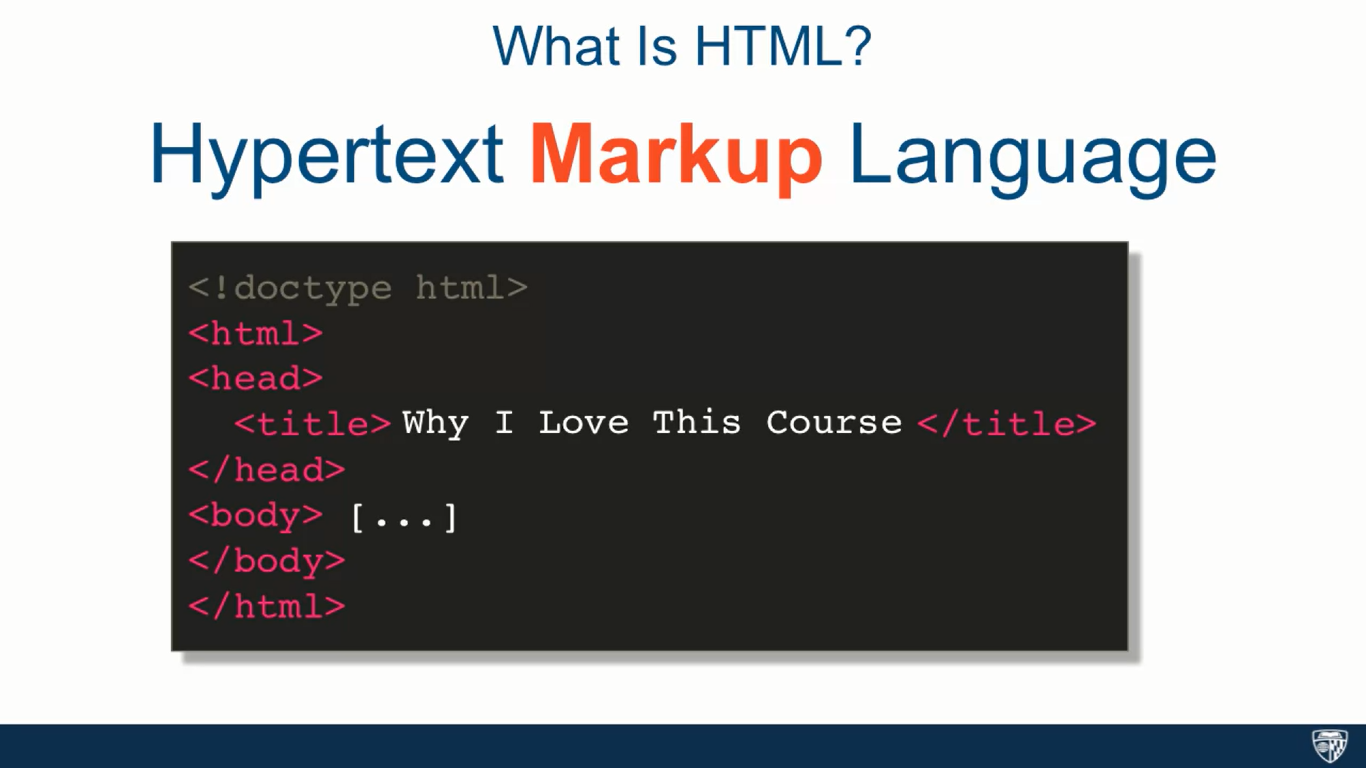 What Is HTML?
Hypertext Markup Language
<!doctype html>
<html>
<head>
  <title> Why I Love This Course </title>
</head>
<body> [...]
</body>
</html>